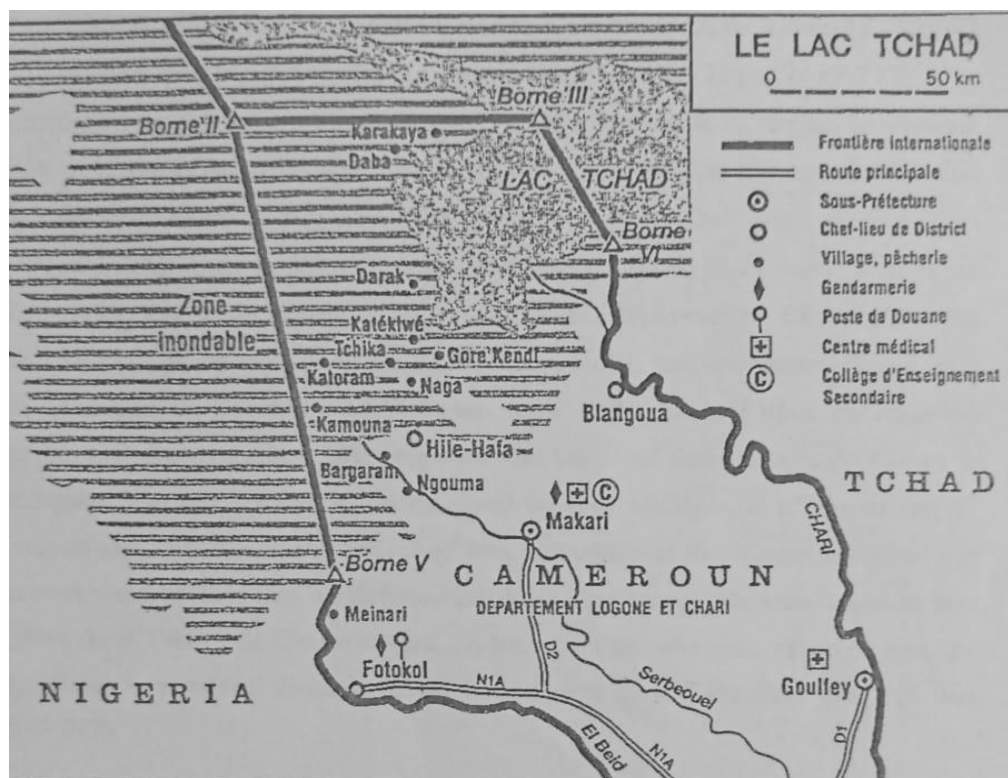 LE LAC TCHAD
0 50 km
Frontière internationale
Route principale
Sous-Préfecture
Chef-lieu de District
Village, pêcherie
Gendarmerie
Poste de Douane
Centre médical
C Collège d'Enseignement
Secondaire
Borne II
Borne III
Karakaya
Daba
LAC TCHAD
Borne
VI
Darak
Zone
inondable
Katékiwé
Tchika
Gore Kendi
Katoram
Naga
Blangoua
Kamouna
Hile-Hafa
Bargaram
Ngouma
TCHAD
C
Makari
CHARI
Borne V
CAMEROUN
DEPARTEMENT LOGONE ET CHARI
Meinari
D2
Fotokol
Serbeouel
Goulfey
NIGERIA
N1A
El Beid
N1A
D1